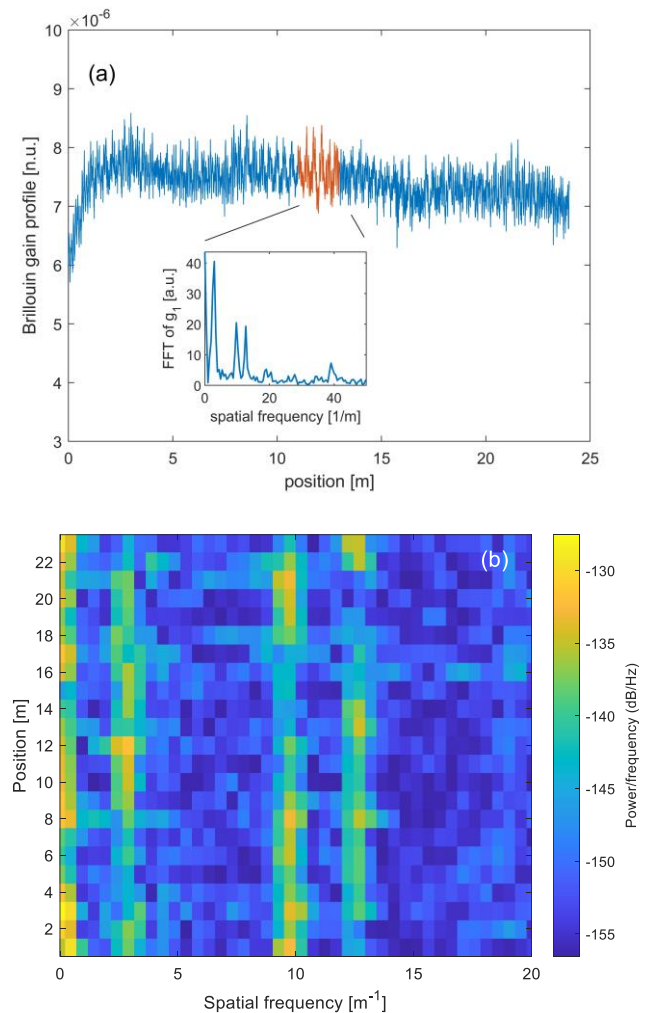 ×10⁻⁶
10
9
8
7
6
5
4
3
(a)
Brillouin gain profile [n.u.]
40
30
20
10
0
FFT of g₁ [a.u.]
0 20 40
spatial frequency [1/m]
0 5 10 15 20 25
position [m]
(b)
22
20
18
16
14
12
10
8
6
4
2
Position [m]
0 5 10 15 20
Spatial frequency [m⁻¹]
-130
-135
-140
-145
-150
-155
Power/frequency (dB/Hz)